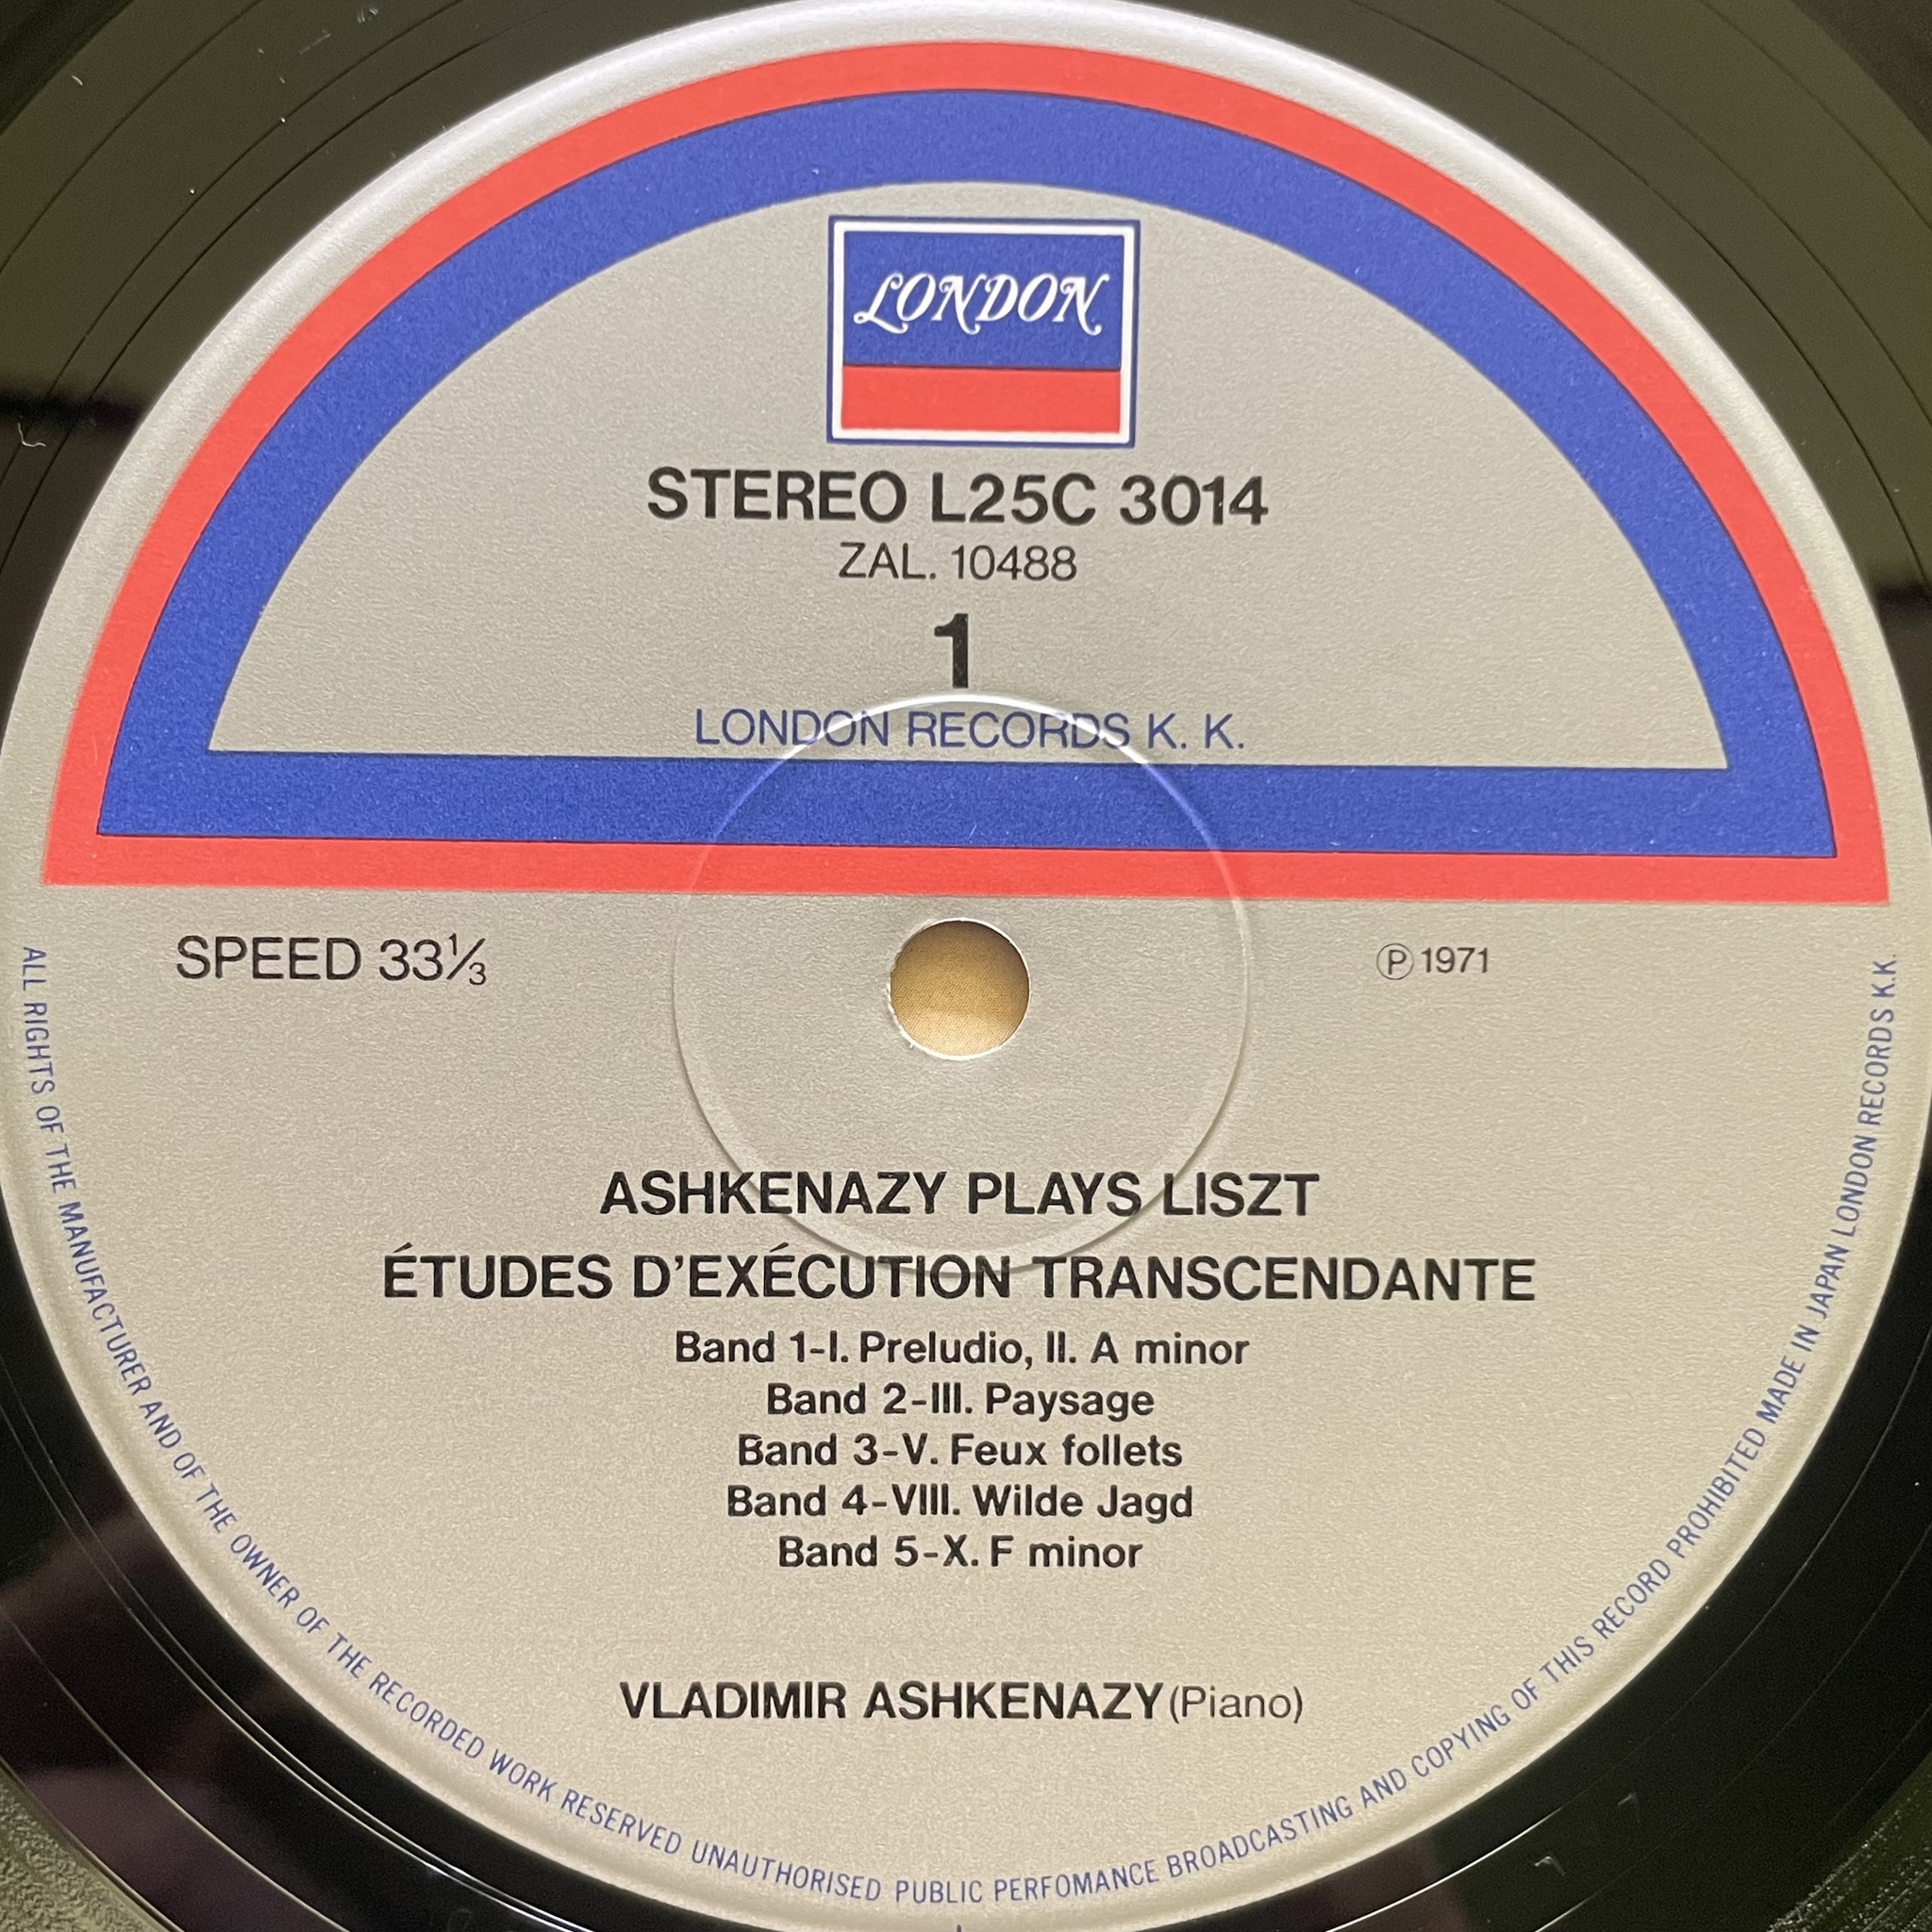 LONDON
STEREO L25C 3014
ZAL. 10488
1
LONDON RECORDS K. K.
SPEED 33⅓
Ⓟ 1971
ASHKENAZY PLAYS LISZT
ÉTUDES D'EXÉCUTION TRANSCENDANTE
Band 1-I. Preludio, II. A minor
Band 2-III. Paysage
Band 3-V. Feux follets
Band 4-VIII. Wilde Jagd
Band 5-X. F minor
VLADIMIR ASHKENAZY (Piano)
ALL RIGHTS OF THE MANUFACTURER AND OF THE OWNER OF THE RECORDED WORK RESERVED UNAUTHORISED PUBLIC PERFOMANCE BROADCASTING AND COPYING OF THIS RECORD PROHIBITED MADE IN JAPAN LONDON RECORDS K.K.